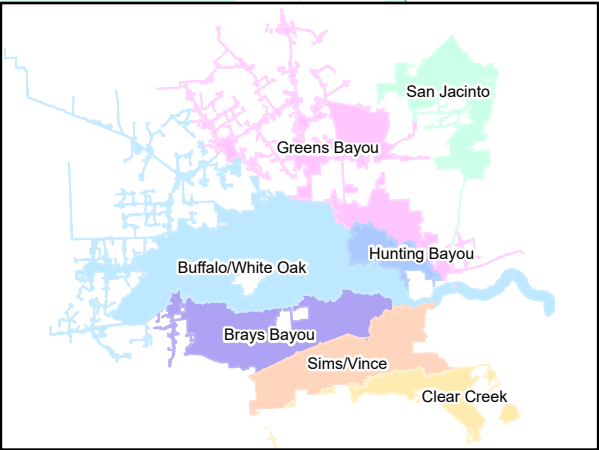 San Jacinto
Greens Bayou
Hunting Bayou
Buffalo/White Oak
Brays Bayou
Sims/Vince
Clear Creek